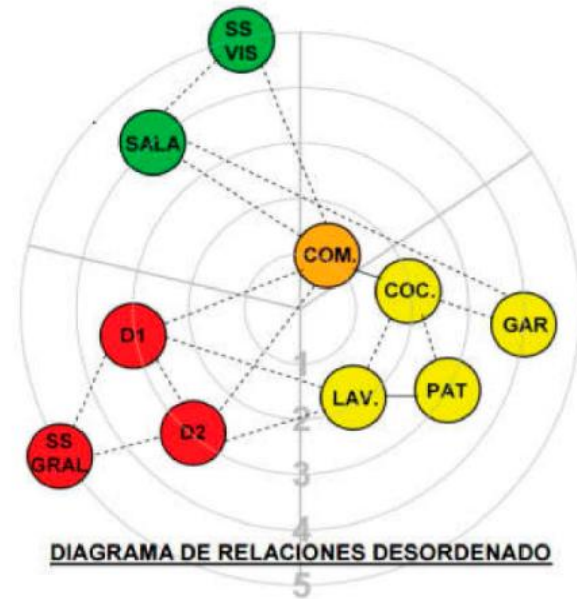 SS
VIS
SALA
COM.
COC.
GAR
D1
1
LAV.
PAT
2
D2
SS
GRAL
3
4
DIAGRAMA DE RELACIONES DESORDENADO
5